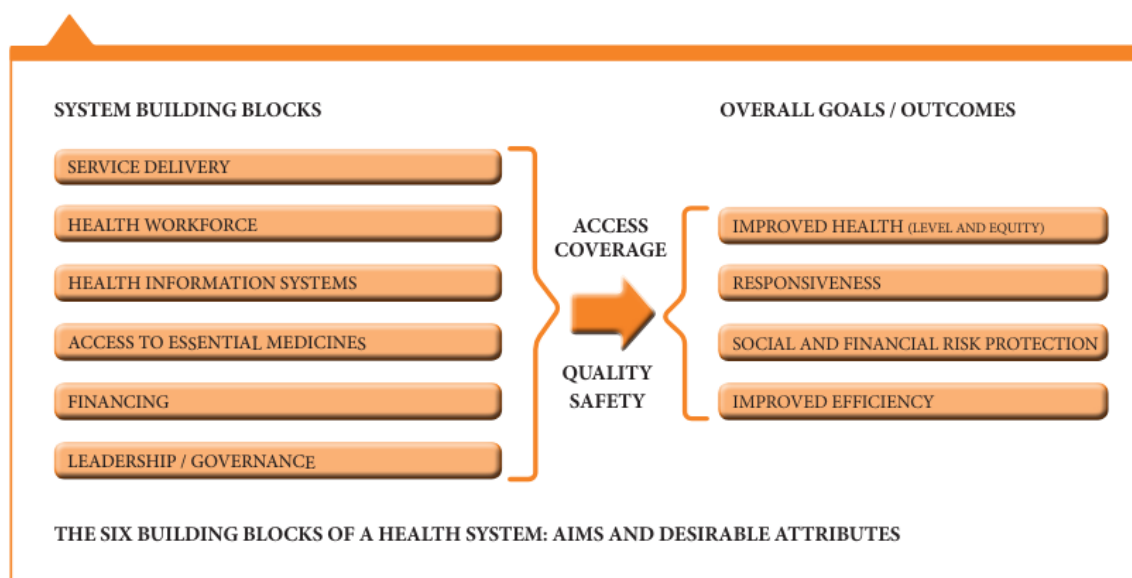 SYSTEM BUILDING BLOCKS
SERVICE DELIVERY
HEALTH WORKFORCE
HEALTH INFORMATION SYSTEMS
ACCESS TO ESSENTIAL MEDICINES
FINANCING
LEADERSHIP / GOVERNANCE
ACCESS
COVERAGE
QUALITY
SAFETY
OVERALL GOALS / OUTCOMES
IMPROVED HEALTH (LEVEL AND EQUITY)
RESPONSIVENESS
SOCIAL AND FINANCIAL RISK PROTECTION
IMPROVED EFFICIENCY
THE SIX BUILDING BLOCKS OF A HEALTH SYSTEM: AIMS AND DESIRABLE ATTRIBUTES